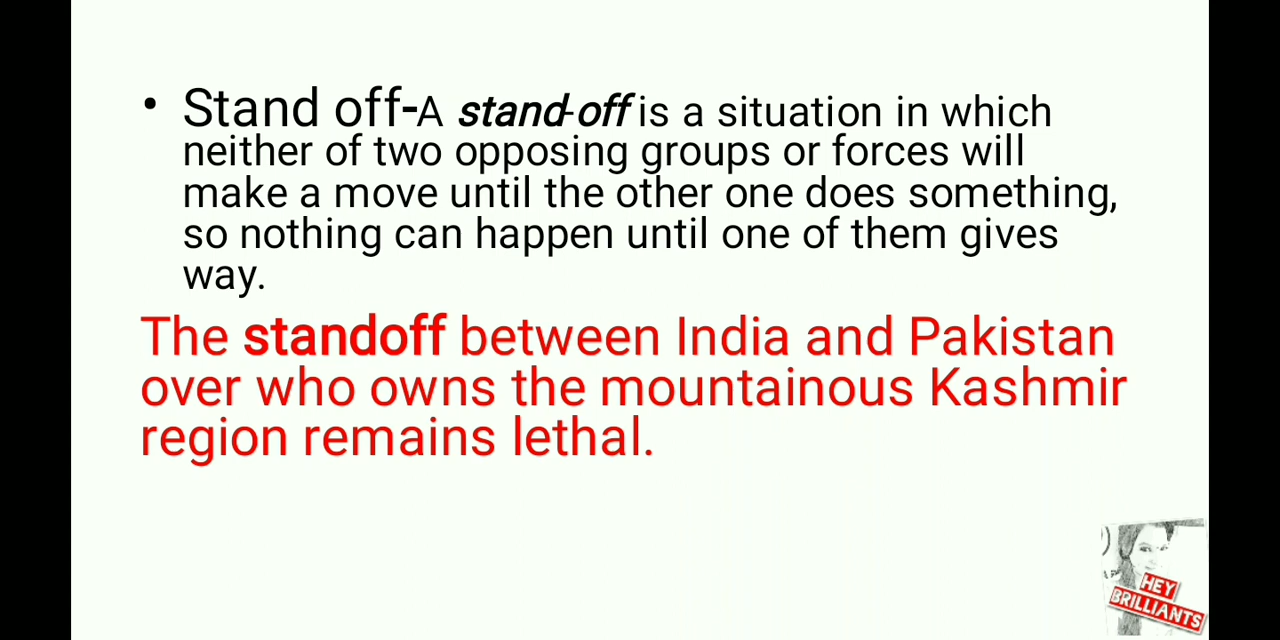 • Stand off-A stand-off is a situation in which
neither of two opposing groups or forces will
make a move until the other one does something,
so nothing can happen until one of them gives
way.
The standoff between India and Pakistan
over who owns the mountainous Kashmir
region remains lethal.
HEY
BRILLIANTS